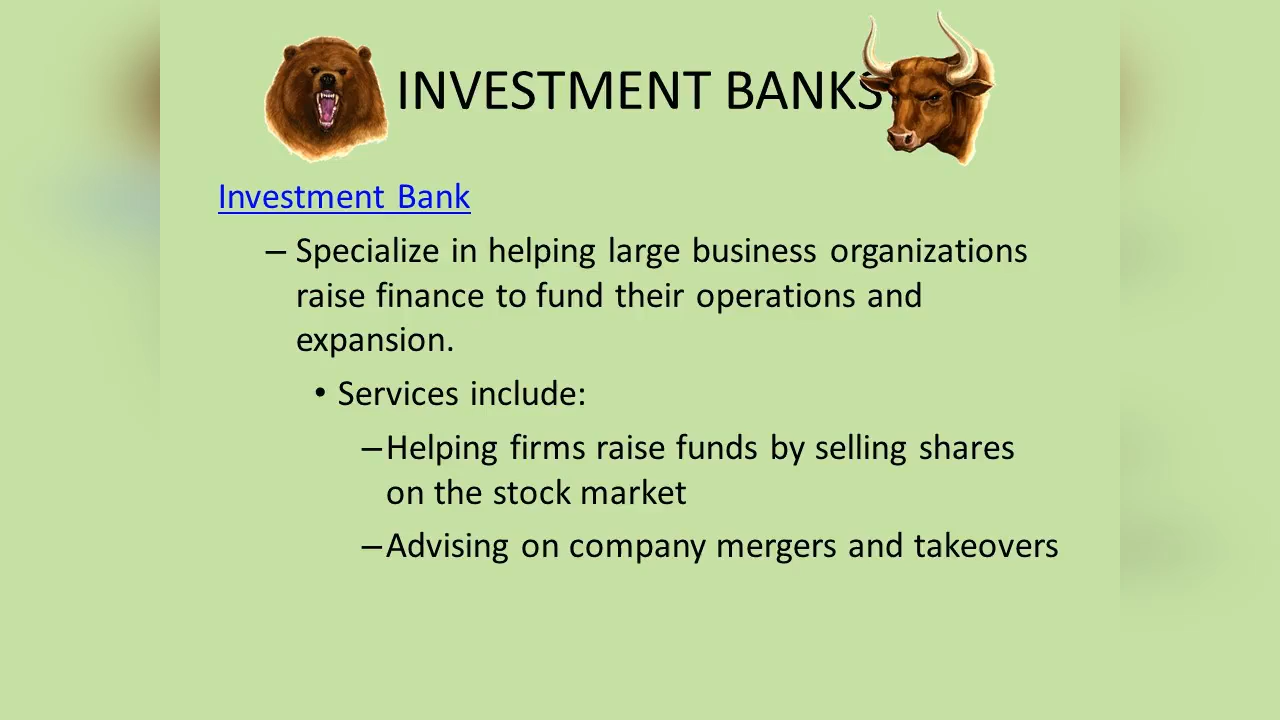 INVESTMENT BANKS
Investment Bank
– Specialize in helping large business organizations
raise finance to fund their operations and
expansion.
• Services include:
–Helping firms raise funds by selling shares
on the stock market
–Advising on company mergers and takeovers